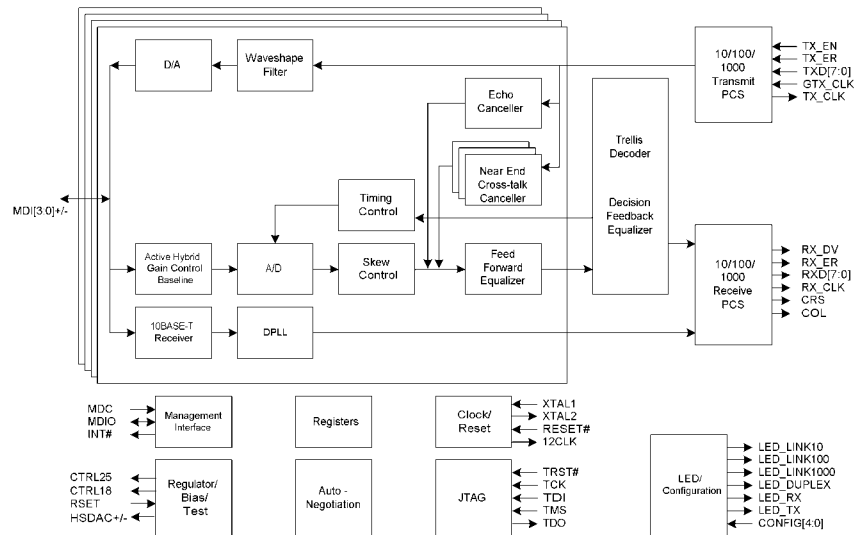 D/A
Waveshape
Filter
10/100/
1000
Transmit
PCS
TX_EN
TX_ER
TXD[7:0]
GTX_CLK
TX_CLK
Echo
Canceller
Near End
Cross-talk
Canceller
Trellis
Decoder
Decision
Feedback
Equalizer
MDI[3:0]+/-
Timing
Control
Active Hybrid
Gain Control
Baseline
A/D
Skew
Control
Feed
Forward
Equalizer
10/100/
1000
Receive
PCS
RX_DV
RX_ER
RXD[7:0]
RX_CLK
CRS
COL
10BASE-T
Receiver
DPLL
MDC
MDIO
INT#
Management
Interface
Registers
Clock/
Reset
XTAL1
XTAL2
RESET#
12CLK
CTRL25
CTRL18
RSET
HSDAC+/-
Regulator/
Bias/
Test
Auto -
Negotiation
JTAG
TRST#
TCK
TDI
TMS
TDO
LED/
Configuration
LED_LINK10
LED_LINK100
LED_LINK1000
LED_DUPLEX
LED_RX
LED_TX
CONFIG[4:0]